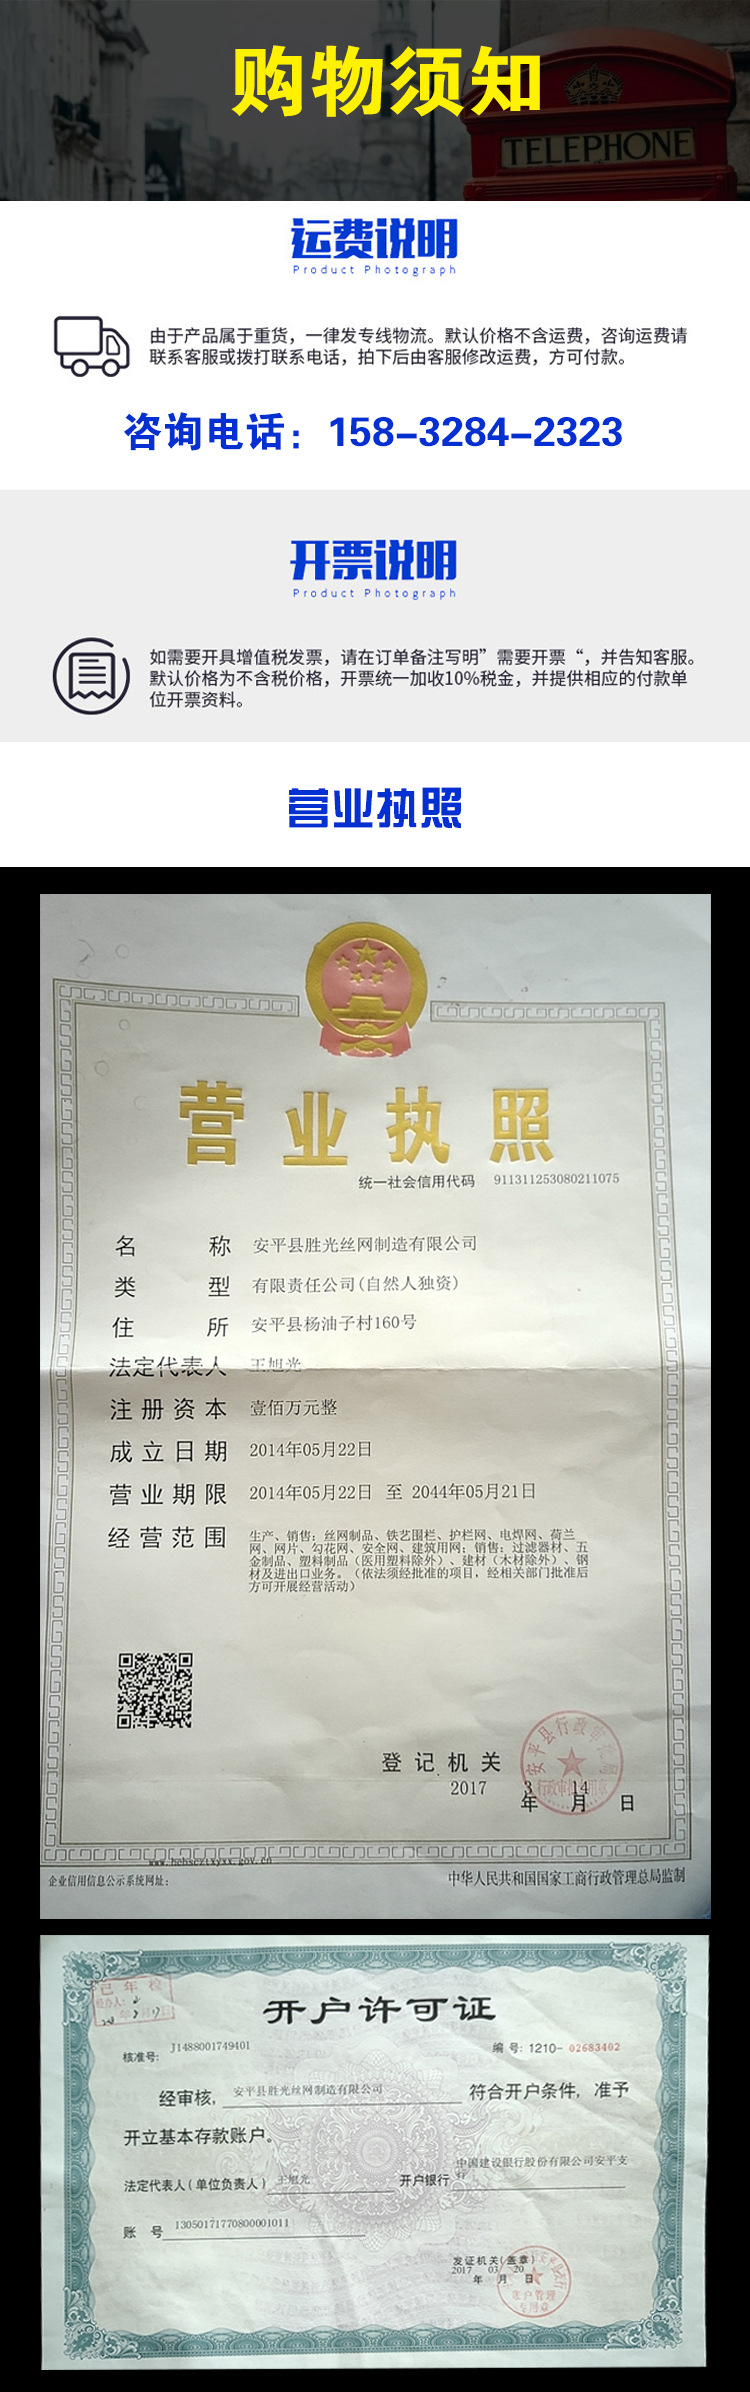 购物须知
TELEPHONE
运费说明
Product Photograph
由于产品属于重货，一律发专线物流。默认价格不含运费，咨询运费请
联系客服或拨打联系电话，拍下后由客服修改运费，方可付款。
咨询电话：158-3284-2323
开票说明
Product Photograph
如需要开具增值税发票，请在订单备注写明”需要开票“，并告知客服。
默认价格为不含税价格，开票统一加收10%税金，并提供相应的付款单
位开票资料。
营业执照
营业执照
统一社会信用代码 911311253080211075
名称 安平县胜光丝网制造有限公司
类型 有限责任公司(自然人独资)
住所 安平县杨油子村160号
法定代表人 王旭光
注册资本 壹佰万元整
成立日期 2014年05月22日
营业期限 2014年05月22日 至 2044年05月21日
经营范围 生产、销售：丝网制品、铁艺围栏、护栏网、电焊网、荷兰
网、网片、勾花网、安全网、建筑用网；销售：过滤器材、五
金制品、塑料制品（医用塑料除外）、建材（木材除外）、钢
材及进出口业务。（依法须经批准的项目，经相关部门批准后
方可开展经营活动）
登记机关
安平县行政审批局
行政审批专用章
2017 年 3 月 14 日
企业信用信息公示系统网址：
中华人民共和国国家工商行政管理总局监制
开户许可证
核准号: J1488001749401
编号: 1210- 02683402
经审核, 安平县胜光丝网制造有限公司 符合开户条件, 准予
开立基本存款账户。
法定代表人(单位负责人) 王旭光 开户银行 中国建设银行股份有限公司安平支
行
账号 13050171770800001011
发证机关(盖章)
2017 年 03 月 20 日
账户管理
专用章